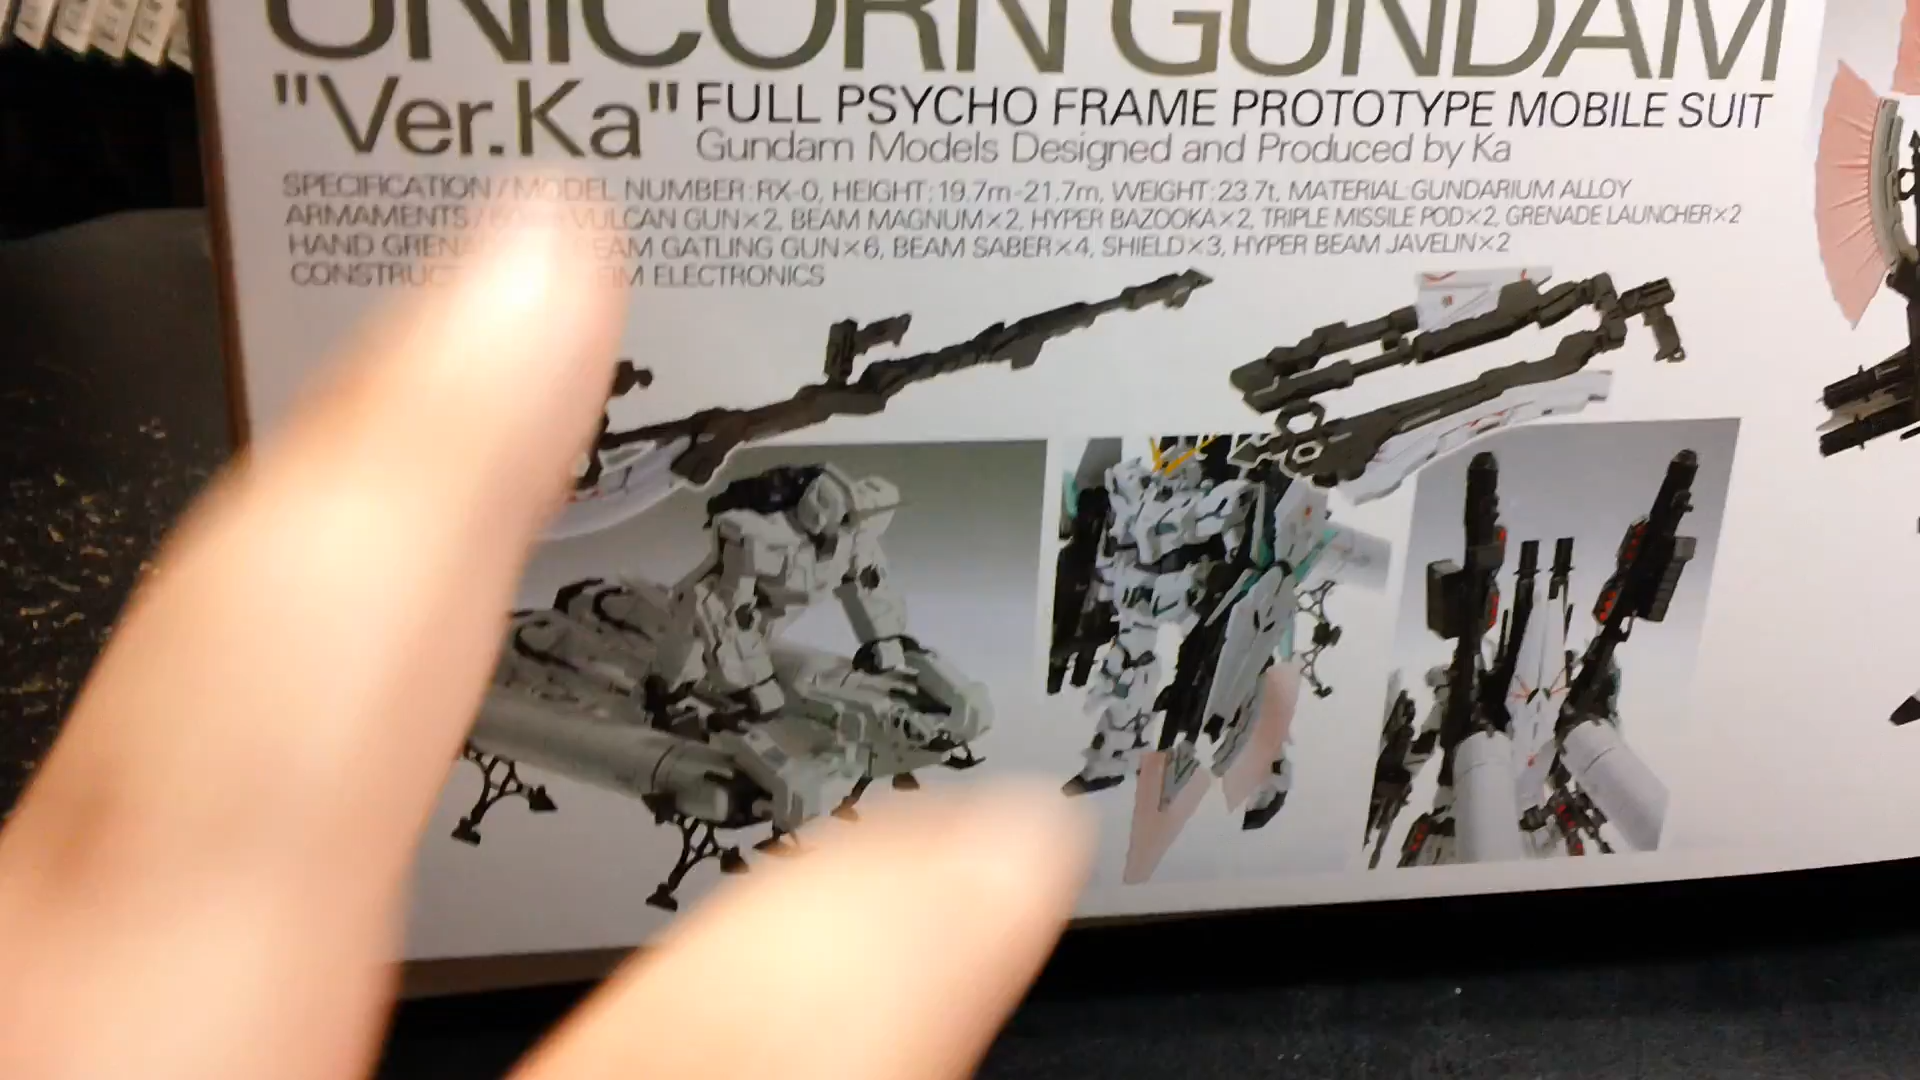 UNICORN GUNDAM
"Ver.Ka" FULL PSYCHO FRAME PROTOTYPE MOBILE SUIT
Gundam Models Designed and Produced by Ka
SPECIFICATION / MODEL NUMBER:RX-0, HEIGHT:19.7m-21.7m, WEIGHT:23.7t, MATERIAL:GUNDARIUM ALLOY
ARMAMENTS / VULCAN GUN×2, BEAM MAGNUM×2, HYPER BAZOOKA×2, TRIPLE MISSILE POD×2, GRENADE LAUNCHER×2
HAND BEAM GATLING GUN×6, BEAM SABER×4, SHIELD×3, HYPER BEAM JAVELIN×2
ELECTRONICS